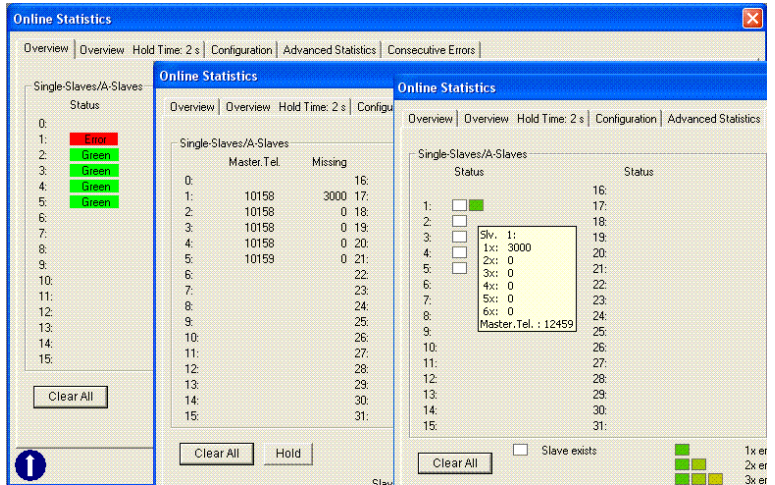 Online Statistics
Overview Overview Hold Time: 2 s Configuration Advanced Statistics Consecutive Errors
Single-Slaves/A-Slaves
Status
0:
1: Error
2: Green
3: Green
4: Green
5: Green
6:
7:
8:
9:
10:
11:
12:
13:
14:
15:
Clear All
Online Statistics
Overview Overview Hold Time: 2 s Configu
Single-Slaves/A-Slaves
Master.Tel. Missing
0: 16:
1: 10158 3000 17:
2: 10158 0 18:
3: 10158 0 19:
4: 10158 0 20:
5: 10159 0 21:
6: 22:
7: 23:
8: 24:
9: 25:
10: 26:
11: 27:
12: 28:
13: 29:
14: 30:
15: 31:
Clear All Hold
Slav
Online Statistics
Overview Overview Hold Time: 2 s Configuration Advanced Statistics
Single-Slaves/A-Slaves
Status Status
16:
1: 17:
2: 18:
3: 19:
4: 20:
5: 21:
6: 22:
7: 23:
8: 24:
9: 25:
10: 26:
11: 27:
12: 28:
13: 29:
14: 30:
15: 31:
Slv. 1:
1x: 3000
2x: 0
3x: 0
4x: 0
5x: 0
6x: 0
Master.Tel. : 12459
Clear All
Slave exists
1x er
2x er
3x er